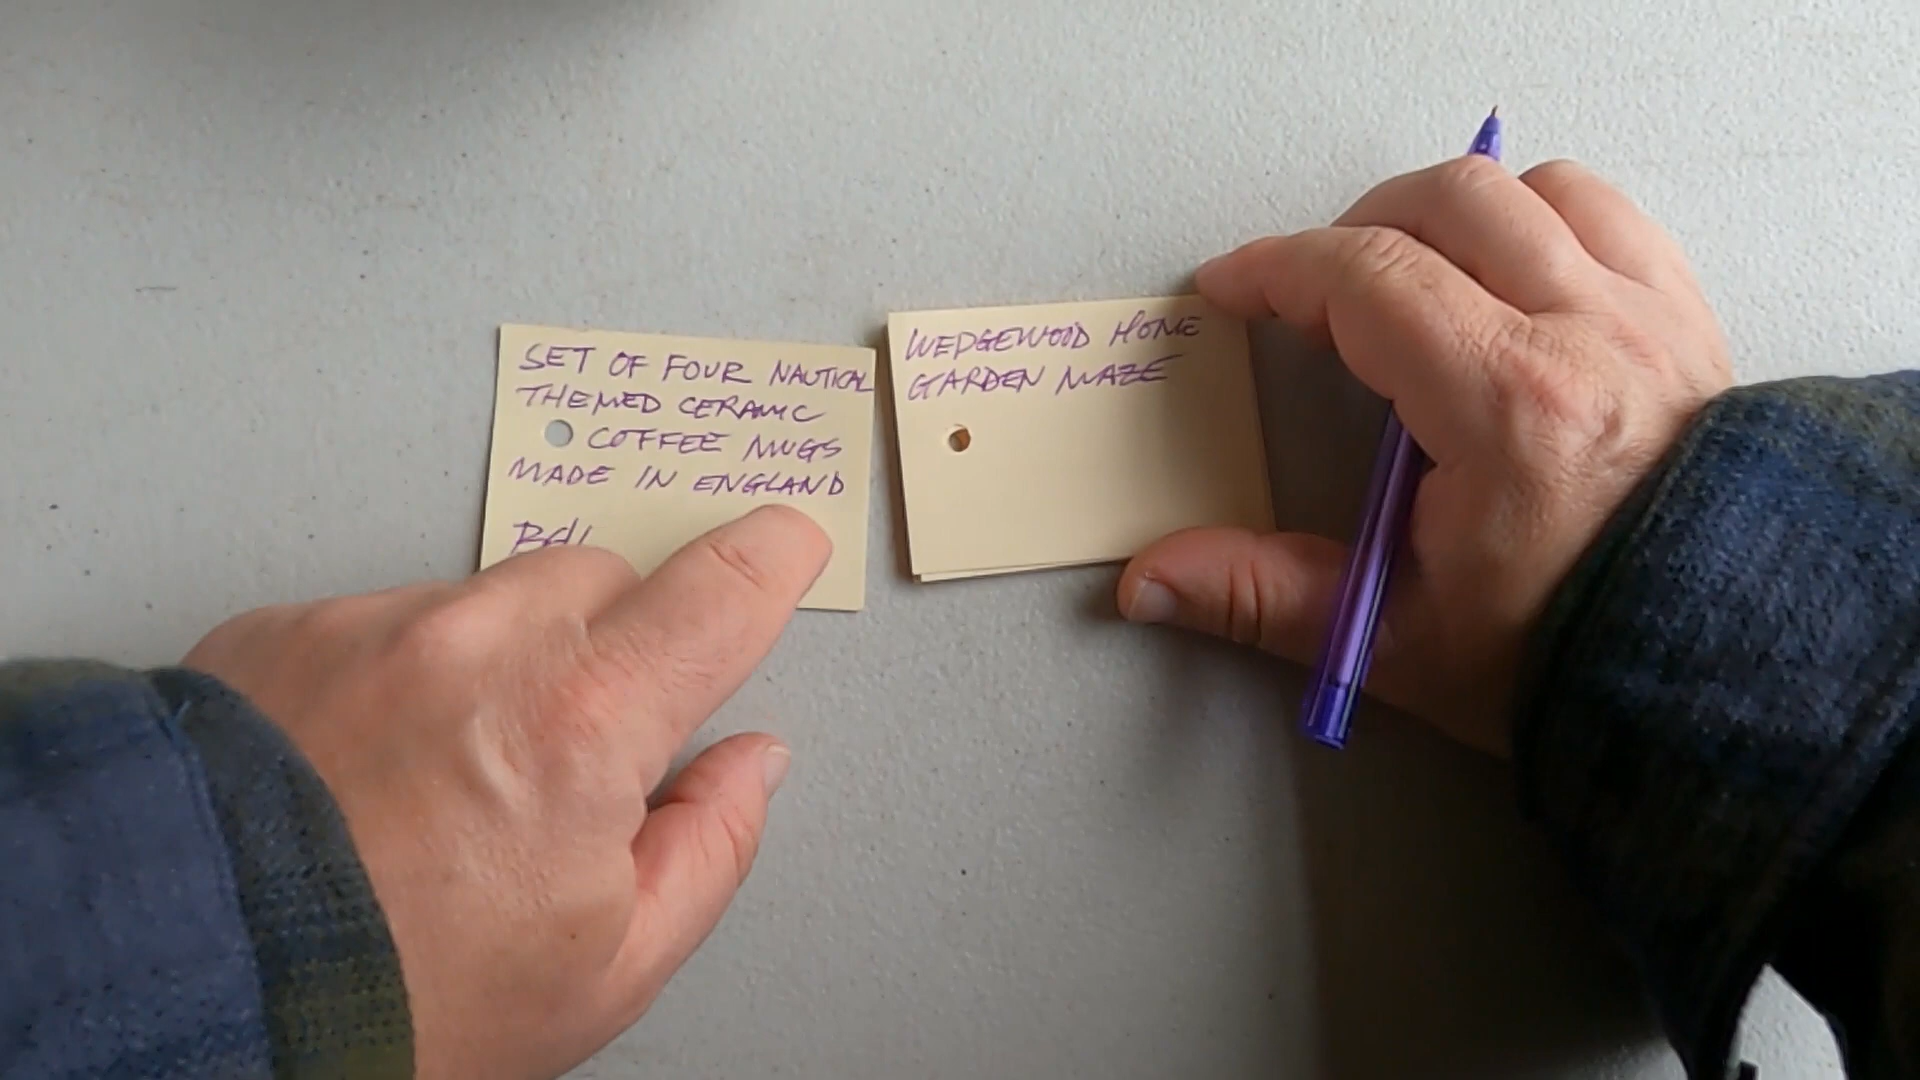 SET OF FOUR NAUTICAL
THEMED CERAMIC
COFFEE MUGS
MADE IN ENGLAND
WEDGEWOOD HOME
GARDEN MAZE